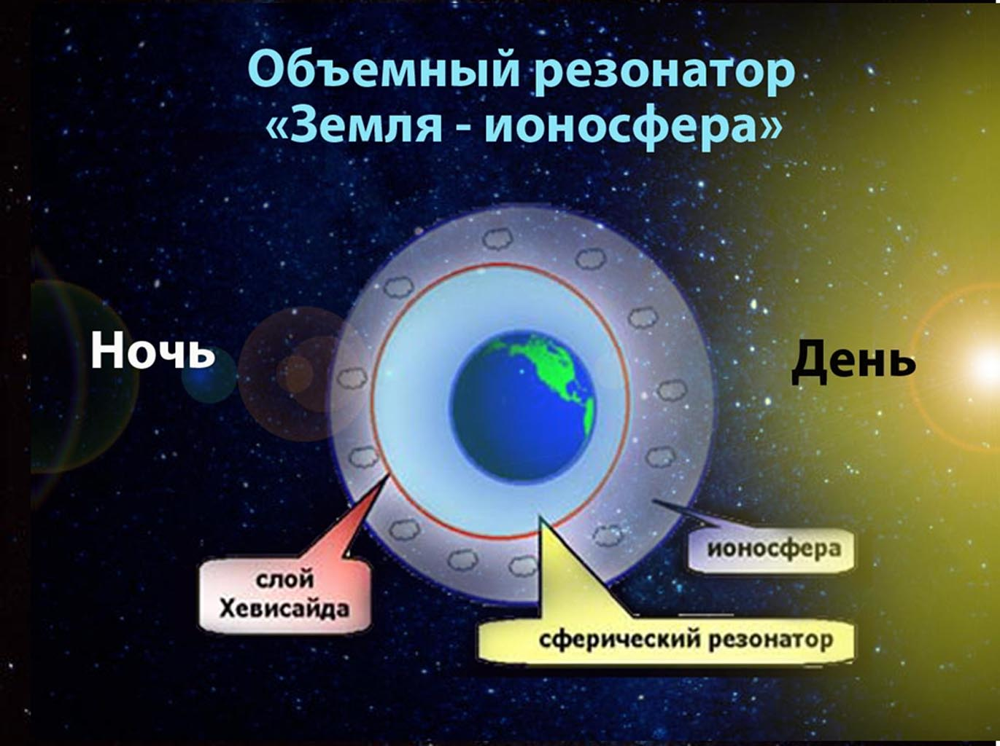 Объемный резонатор
«Земля - ионосфера»
Ночь
День
ионосфера
слой
Хевисайда
сферический резонатор